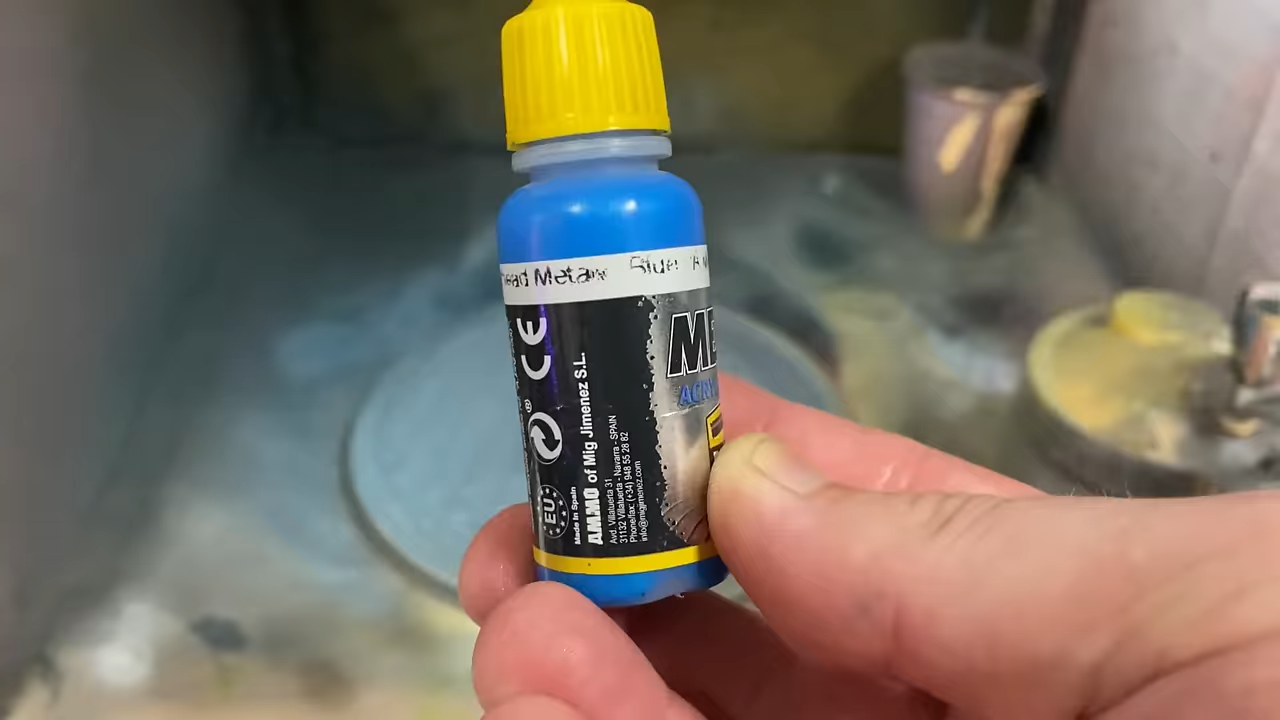 Metal Blue
ME
ACRY
CE
EU
Made in Spain
AMMO of Mig Jimenez S.L.
Avd. Villatuerta 31
31132 Villatuerta - Navarra - SPAIN
Phone/fax: (+34) 948 55 28 82
info@migjimenez.com